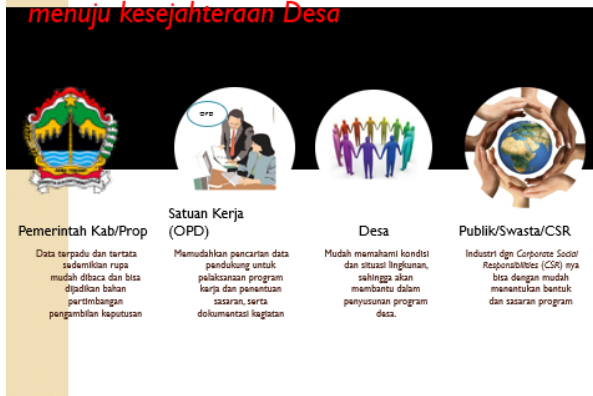 menuju kesejahteraan Desa
OPD
Pemerintah Kab/Prop
Data terpadu dan tertata
sedemikian rupa
mudah dibaca dan bisa
dijadikan bahan
pertimbangan
pengambilan keputusan
Satuan Kerja
(OPD)
Memudahkan pencarian data
pendukung untuk
pelaksanaan program
kerja dan penentuan
sasaran, serta
dokumentasi kegiatan
Desa
Mudah memahami kondisi
dan situasi lingkunan,
sehingga akan
membantu dalam
penyusunan program
desa.
Publik/Swasta/CSR
Industri dgn Corporate Social
Responsibilities (CSR) nya
bisa dengan mudah
menentukan bentuk
dan sasaran program